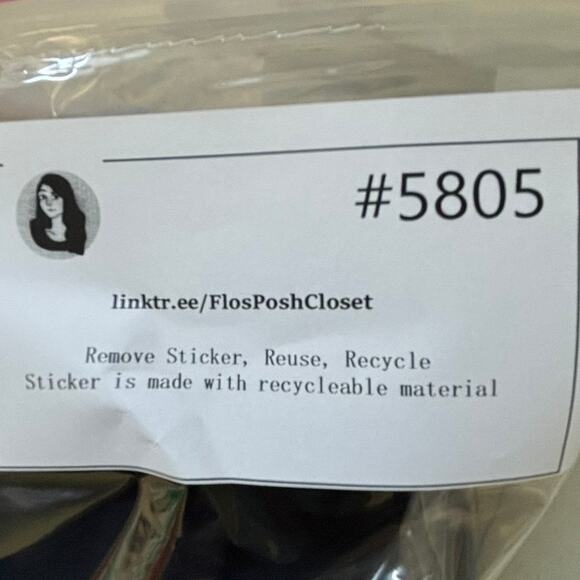 #5805
linktr.ee/FlosPoshCloset
Remove Sticker, Reuse, Recycle
Sticker is made with recycleable material